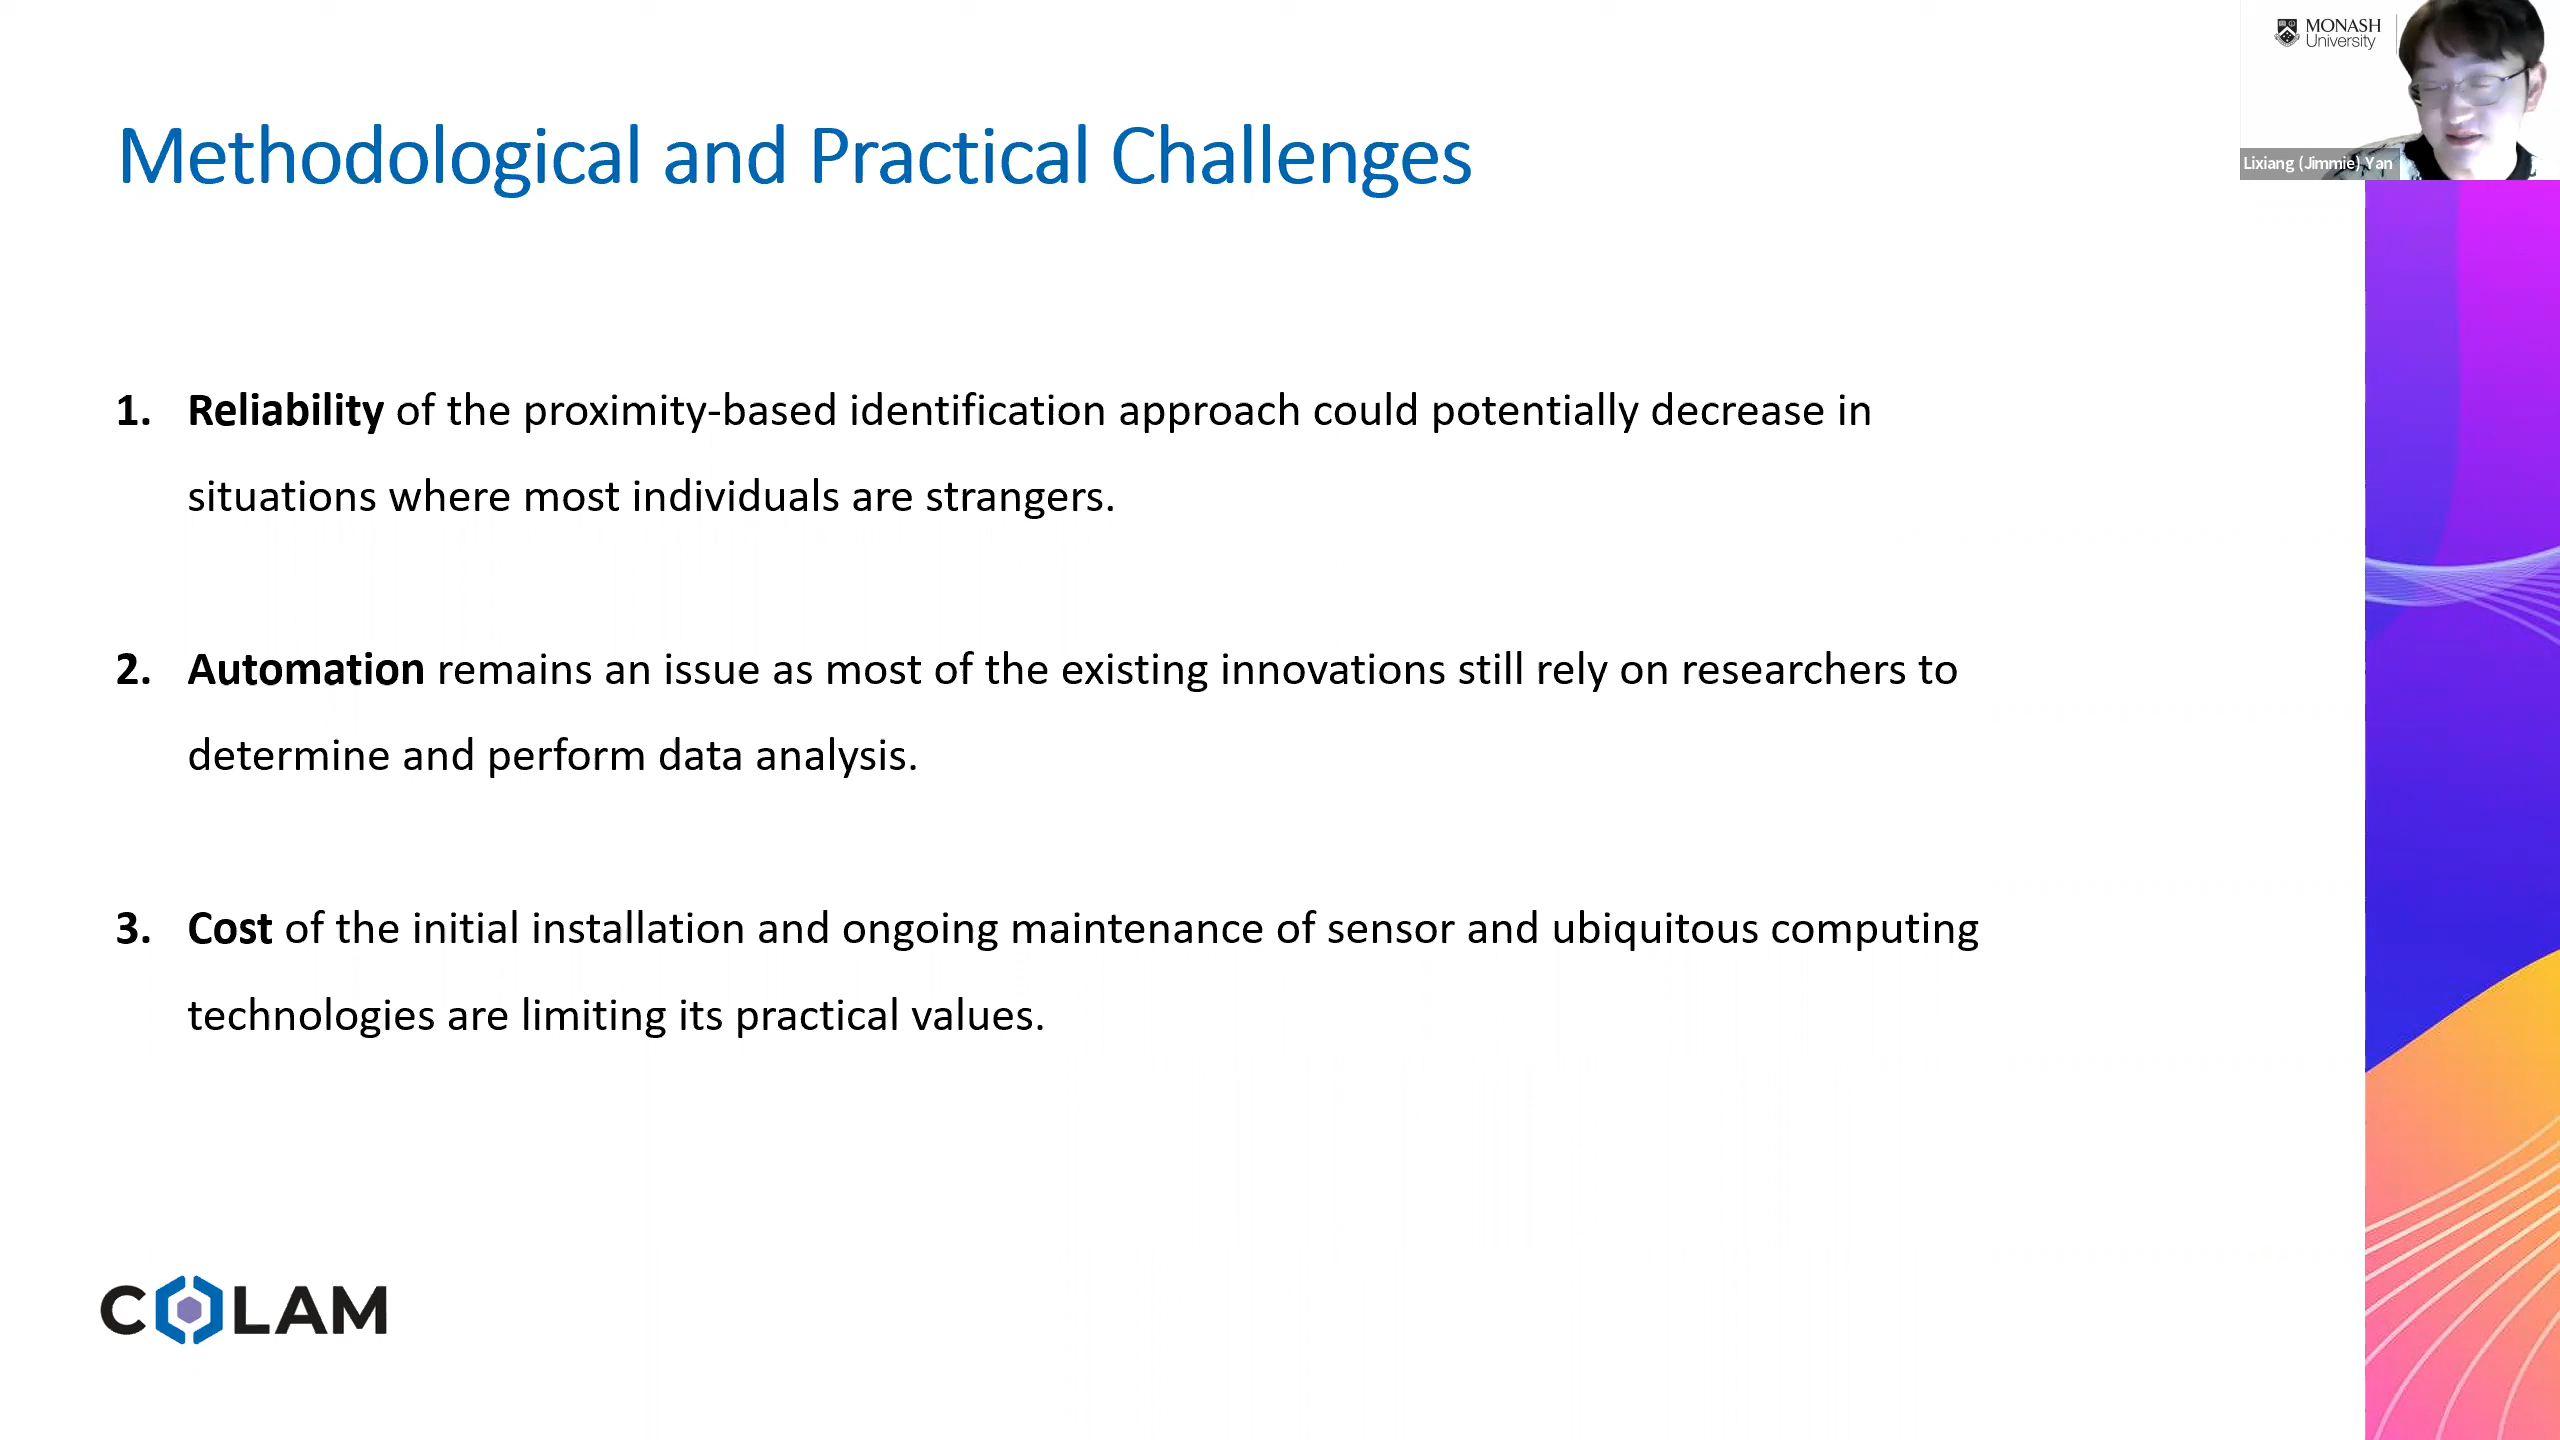 MONASH
University
Lixiang (Jimmie) Yan
Methodological and Practical Challenges
1. Reliability of the proximity-based identification approach could potentially decrease in
situations where most individuals are strangers.
2. Automation remains an issue as most of the existing innovations still rely on researchers to
determine and perform data analysis.
3. Cost of the initial installation and ongoing maintenance of sensor and ubiquitous computing
technologies are limiting its practical values.
COLAM